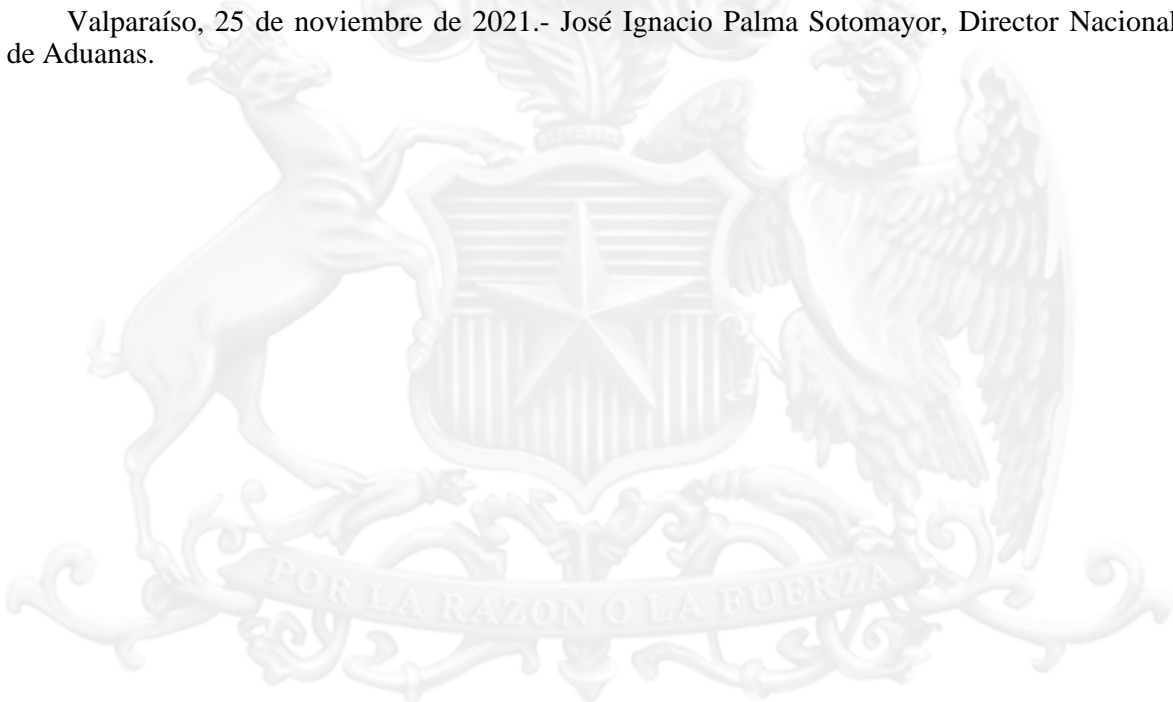 Valparaíso, 25 de noviembre de 2021.- José Ignacio Palma Sotomayor, Director Nacional
de Aduanas.
POR LA RAZON O LA FUERZA